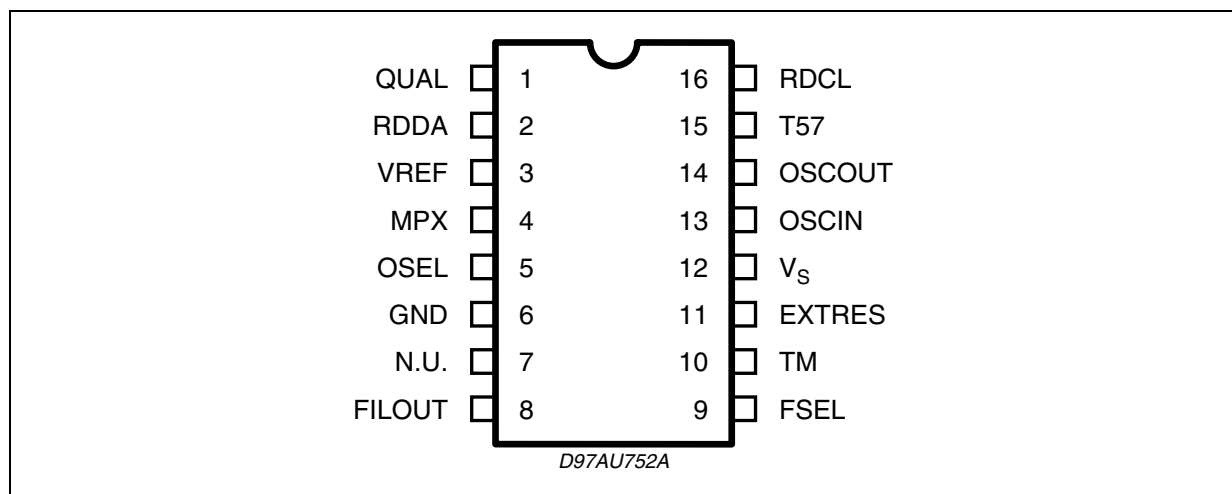 QUAL 1 16 RDCL
RDDA 2 15 T57
VREF 3 14 OSCOUT
MPX 4 13 OSCIN
OSEL 5 12 VS
GND 6 11 EXTRES
N.U. 7 10 TM
FILOUT 8 9 FSEL
D97AU752A